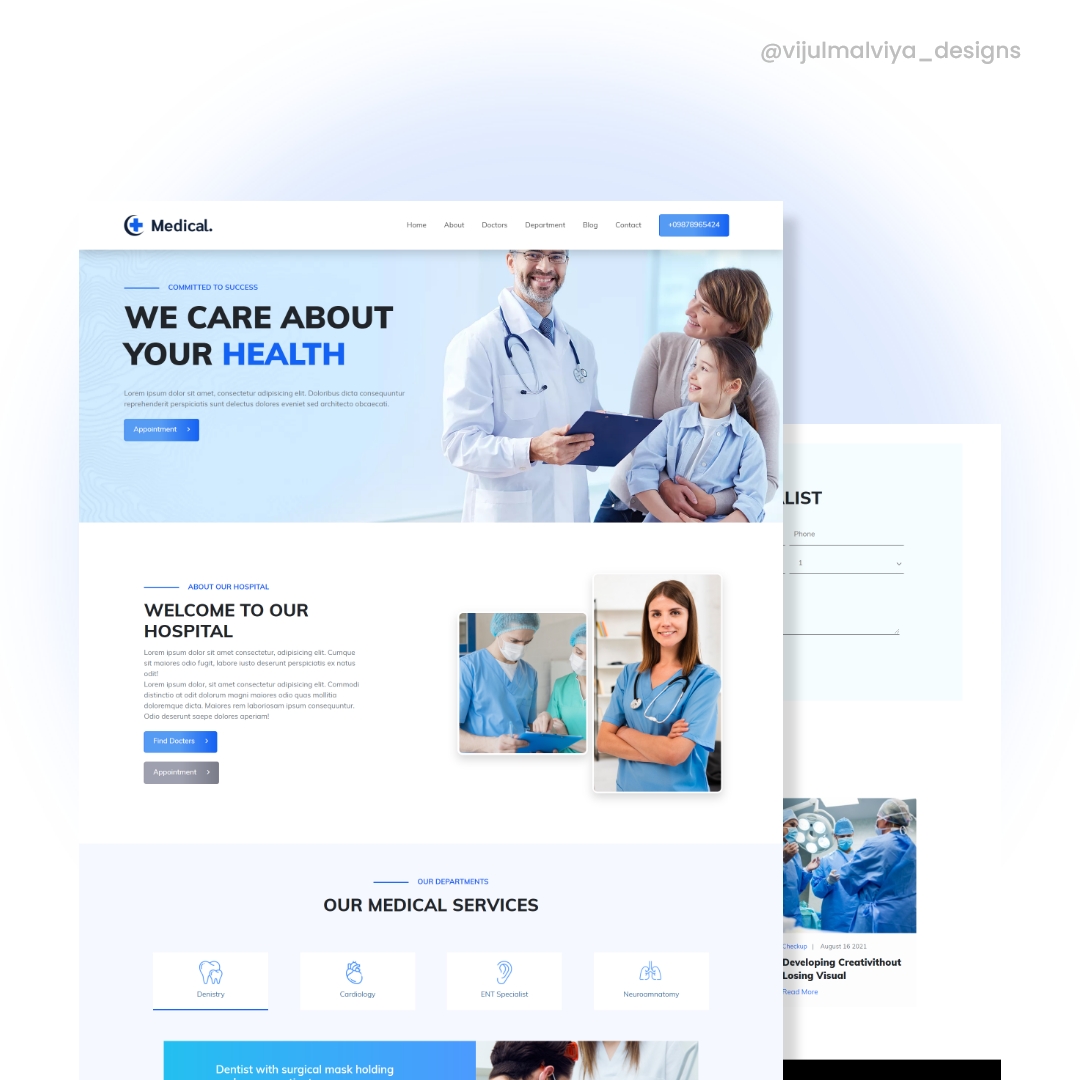 @vijulmalviya_designs
Medical.
Home
About
Doctors
Department
Blog
Contact
+09878965424
COMMITTED TO SUCCESS
WE CARE ABOUT
YOUR HEALTH
Lorem ipsum dolor sit amet, consectetur adipisicing elit. Doloribus dicta consequuntur
reprehenderit perspiciatis sunt delectus dolores eveniet sed architecto obcaecati.
Appointment
ABOUT OUR HOSPITAL
WELCOME TO OUR
HOSPITAL
Lorem ipsum dolor sit amet consectetur, adipisicing elit. Cumque
sit maiores odio fugit, labore iusto deserunt perspiciatis ex natus
odit!
Lorem ipsum dolor, sit amet consectetur adipisicing elit. Commodi
distinctio at odit dolorum magni maiores odio quas mollitia
doloremque dicta. Maiores rem laboriosam ipsum consequuntur.
Odio deserunt saepe dolores aperiam!
Find Docters
Appointment
OUR DEPARTMENTS
OUR MEDICAL SERVICES
Denistry
Cardiology
ENT Specialist
Neuroamnatomy
Dentist with surgical mask holding
LIST
Phone
1
Checkup | August 16 2021
Developing Creativithout
Losing Visual
Read More